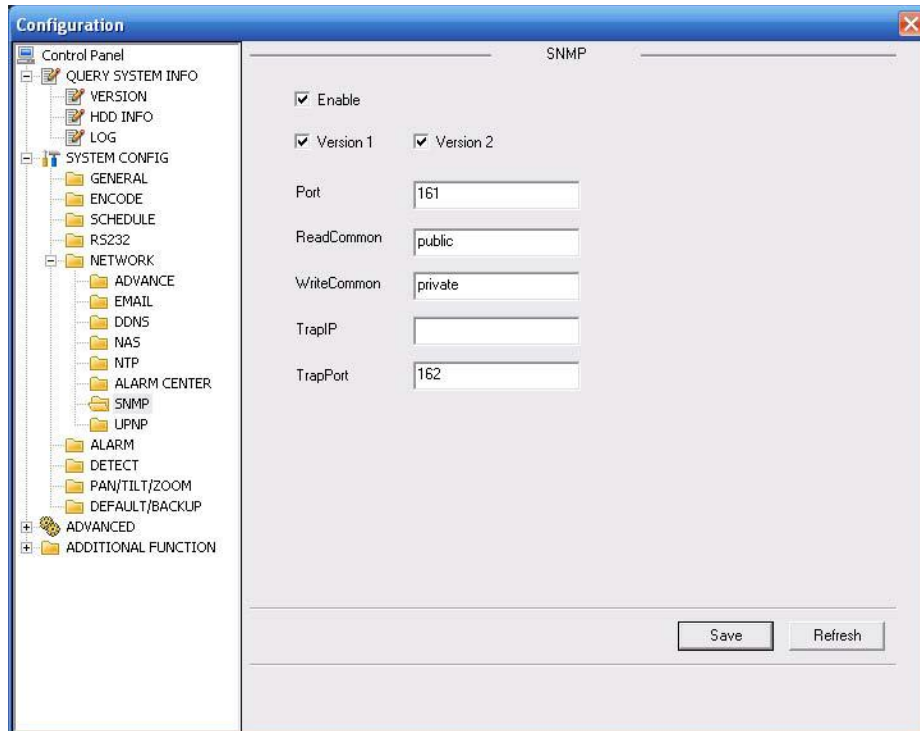 Configuration
Control Panel
QUERY SYSTEM INFO
VERSION
HDD INFO
LOG
SYSTEM CONFIG
GENERAL
ENCODE
SCHEDULE
RS232
NETWORK
ADVANCE
EMAIL
DDNS
NAS
NTP
ALARM CENTER
SNMP
UPNP
ALARM
DETECT
PAN/TILT/ZOOM
DEFAULT/BACKUP
ADVANCED
ADDITIONAL FUNCTION
SNMP
Enable
Version 1 Version 2
Port 161
ReadCommon public
WriteCommon private
TrapIP
TrapPort 162
Save Refresh